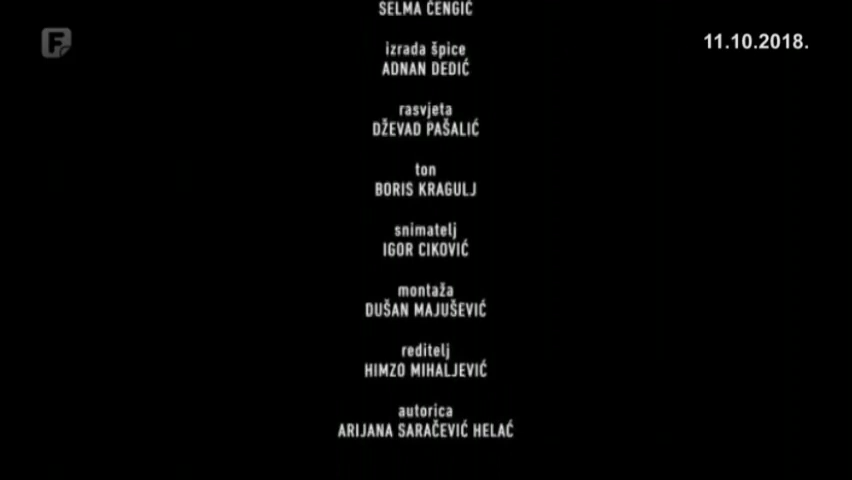 SELMA ČENGIĆ
11.10.2018.
F
izrada špice
ADNAN DEDIĆ
rasvjeta
DŽEVAD PAŠALIĆ
ton
BORIS KRAGULJ
snimatelj
IGOR CIKOVIĆ
montaža
DUŠAN MAJUŠEVIĆ
reditelj
HIMZO MIHALJEVIĆ
autorica
ARIJANA SARAČEVIĆ HELAĆ